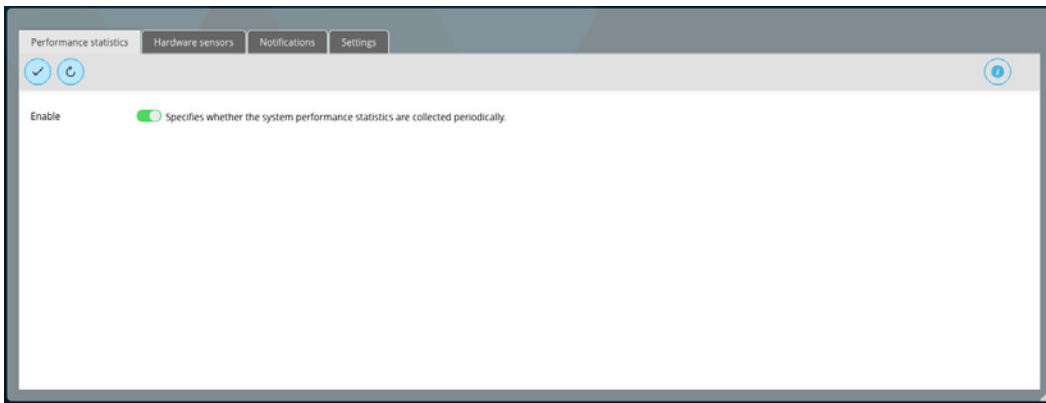 Performance statistics Hardware sensors Notifications Settings
Enable Specifies whether the system performance statistics are collected periodically.